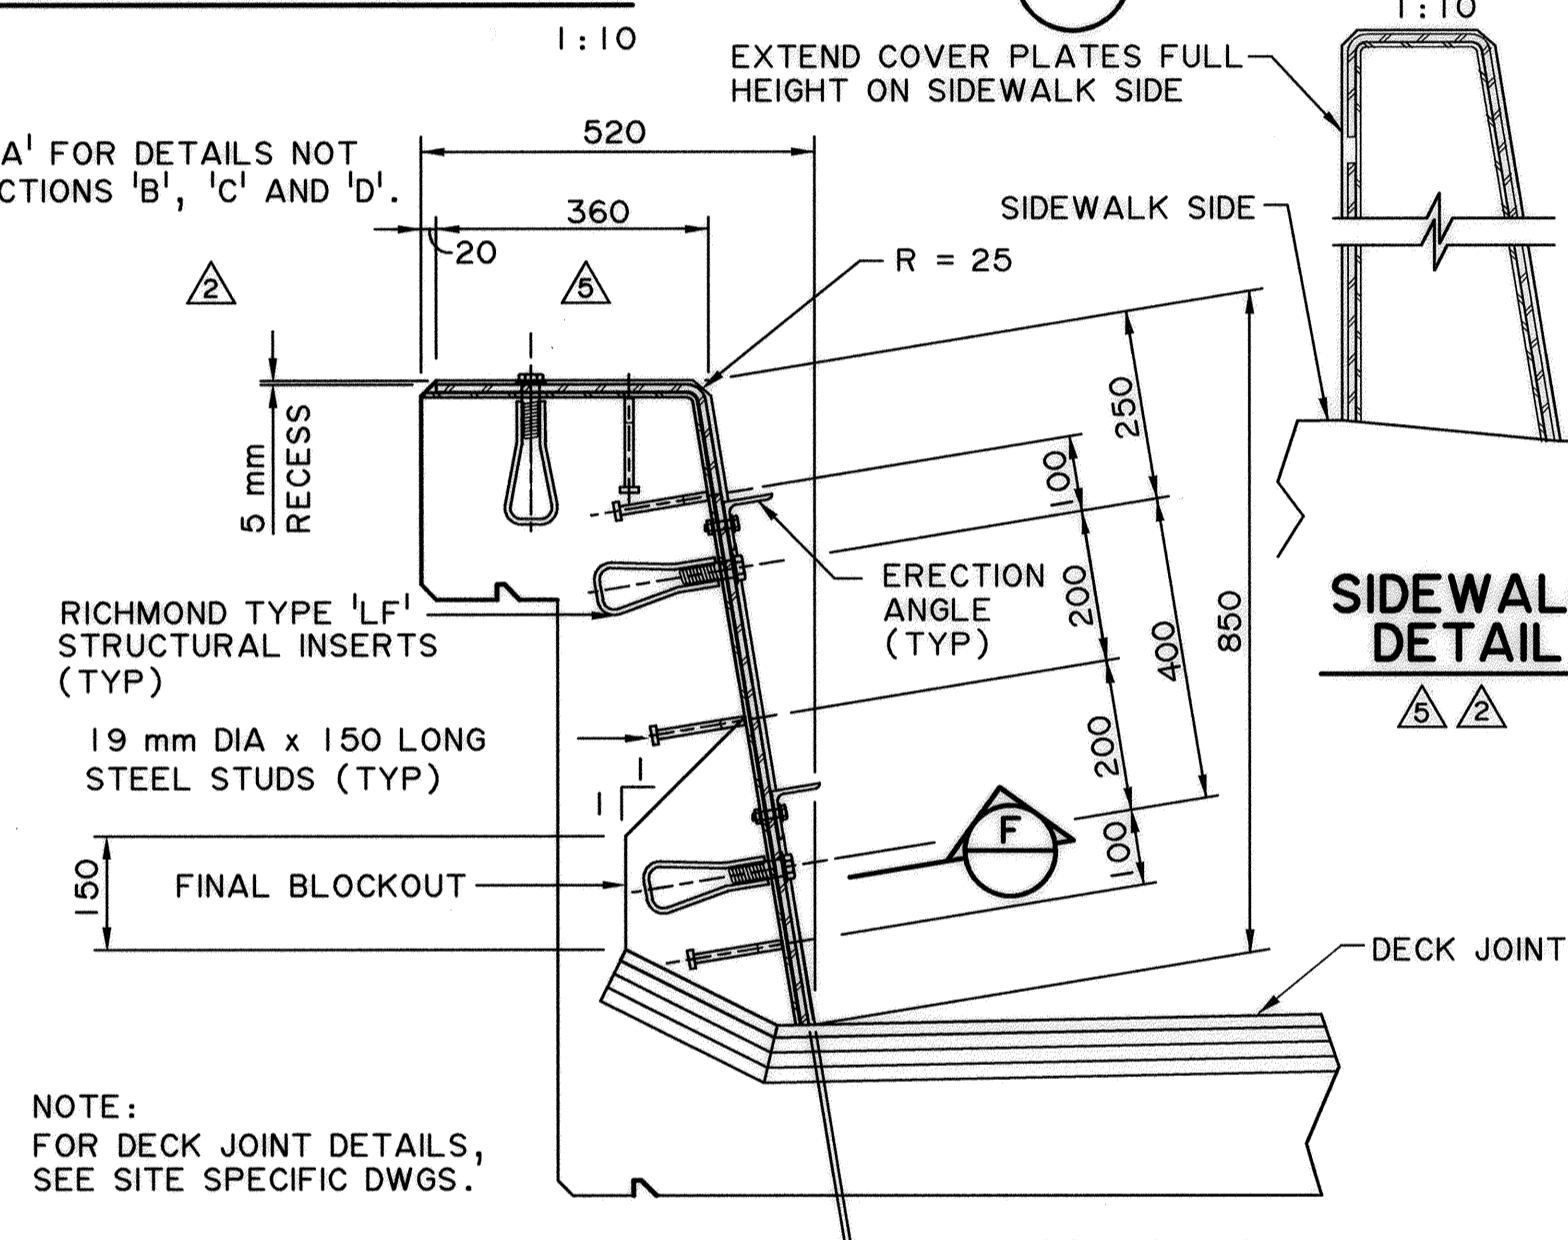 1:10
1:10
EXTEND COVER PLATES FULL
HEIGHT ON SIDEWALK SIDE
520
A' FOR DETAILS NOT
CTIONS 'B', 'C' AND 'D'.
360
SIDEWALK SIDE
20
R = 25
2
5
5 mm
RECESS
250
100
200
400
850
200
100
ERECTION
ANGLE
(TYP)
RICHMOND TYPE 'LF'
STRUCTURAL INSERTS
(TYP)
SIDEWAL
DETAIL
5
2
19 mm DIA x 150 LONG
STEEL STUDS (TYP)
1
1
F
150
FINAL BLOCKOUT
DECK JOINT
NOTE:
FOR DECK JOINT DETAILS,
SEE SITE SPECIFIC DWGS.